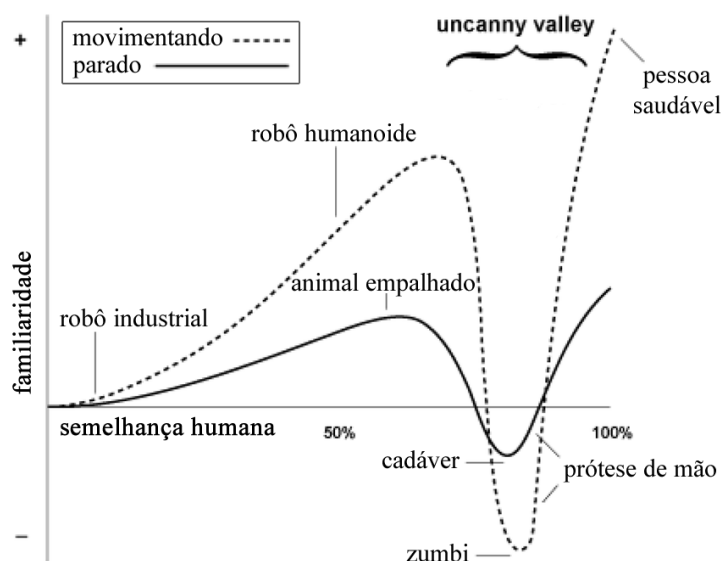 uncanny valley
+
movimentando
parado
pessoa
saudável
robô humanoide
animal empalhado
robô industrial
familiaridade
semelhança humana
50%
100%
cadáver
prótese de mão
–
zumbi